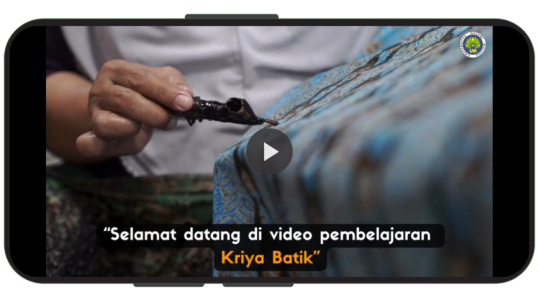 “Selamat datang di video pembelajaran
Kriya Batik”